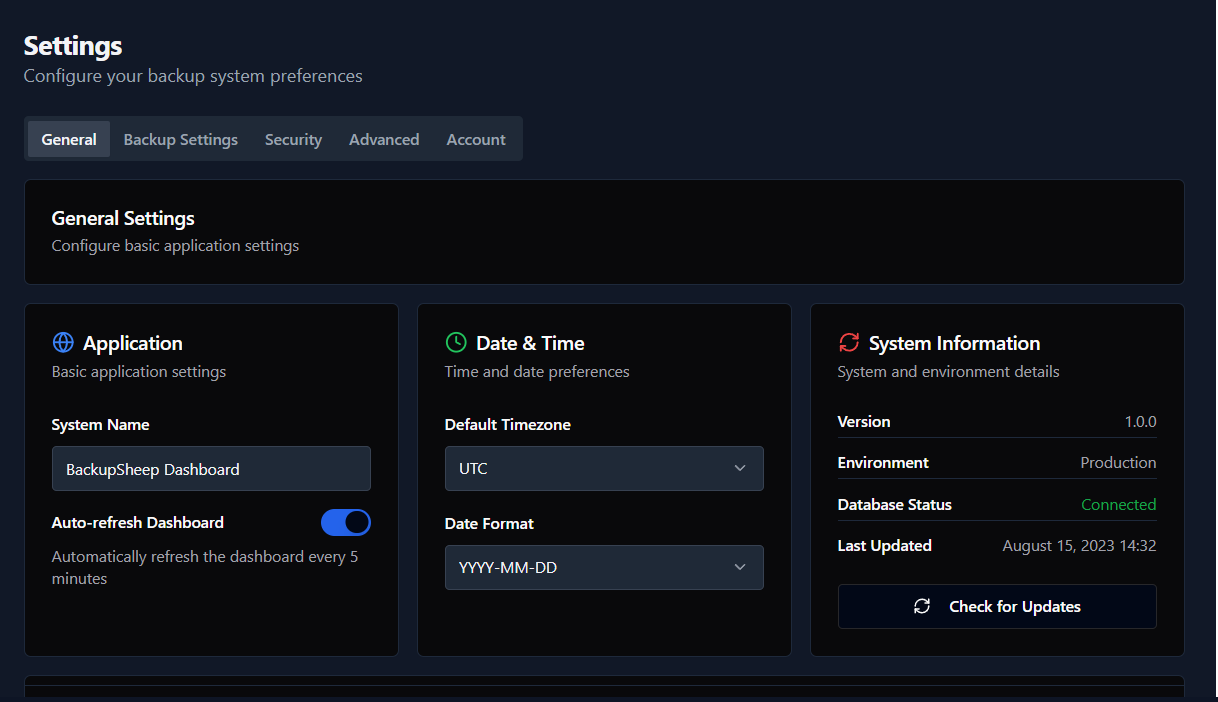 Settings
Configure your backup system preferences
General Backup Settings Security Advanced Account
General Settings
Configure basic application settings
Application
Basic application settings
System Name
BackupSheep Dashboard
Auto-refresh Dashboard
Automatically refresh the dashboard every 5
minutes
Date & Time
Time and date preferences
Default Timezone
UTC
Date Format
YYYY-MM-DD
System Information
System and environment details
Version 1.0.0
Environment Production
Database Status Connected
Last Updated August 15, 2023 14:32
Check for Updates